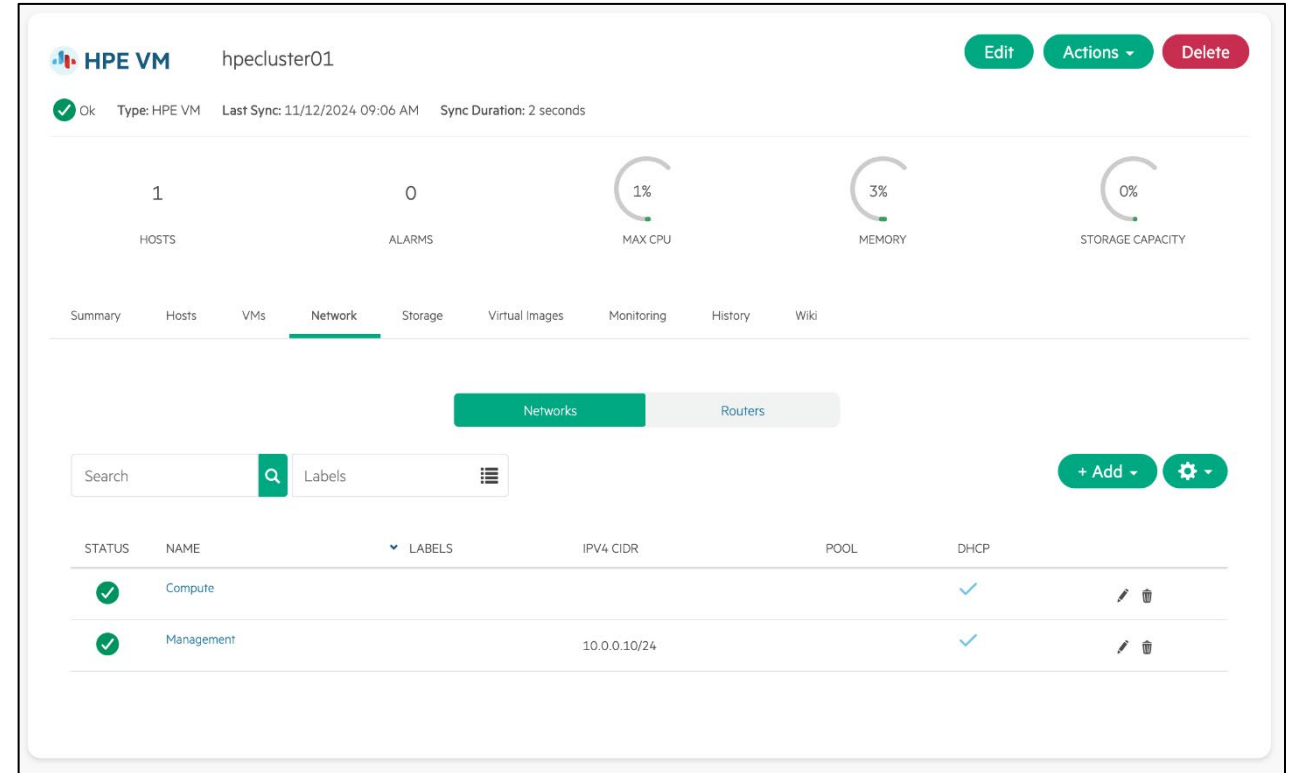 HPE VM hpecluster01 Edit Actions Delete
Ok Type: HPE VM Last Sync: 11/12/2024 09:06 AM Sync Duration: 2 seconds
1 0 1% 3% 0%
HOSTS ALARMS MAX CPU MEMORY STORAGE CAPACITY
Summary Hosts VMs Network Storage Virtual Images Monitoring History Wiki
Networks Routers
Search Labels + Add
STATUS NAME LABELS IPV4 CIDR POOL DHCP
Compute
Management 10.0.0.10/24